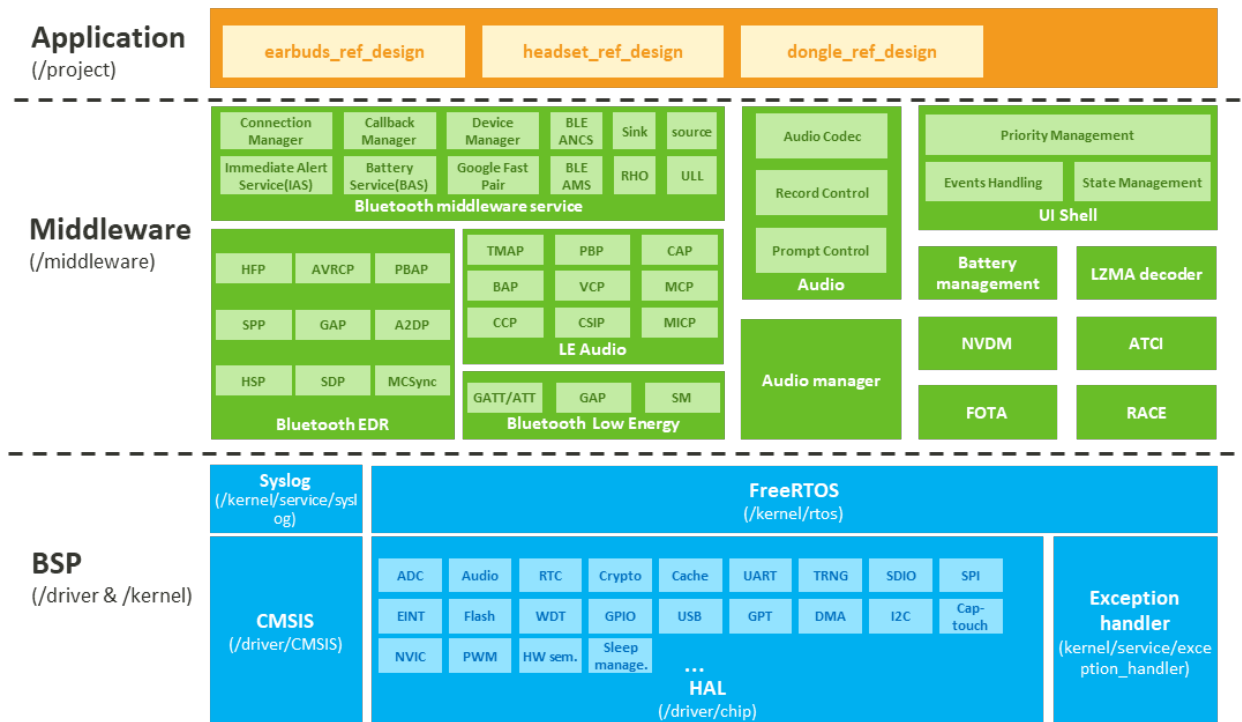 Application
(/project)
earbuds_ref_design
headset_ref_design
dongle_ref_design
Middleware
(/middleware)
Connection
Manager
Callback
Manager
Device
Manager
BLE
ANCS
Sink
source
Immediate Alert
Service(IAS)
Battery
Service(BAS)
Google Fast
Pair
BLE
AMS
RHO
ULL
Bluetooth middleware service
HFP
AVRCP
PBAP
SPP
GAP
A2DP
HSP
SDP
MCSync
Bluetooth EDR
TMAP
PBP
CAP
BAP
VCP
MCP
CCP
CSIP
MICP
LE Audio
GATT/ATT
GAP
SM
Bluetooth Low Energy
Audio Codec
Record Control
Prompt Control
Audio
Audio manager
Priority Management
Events Handling
State Management
UI Shell
Battery
management
LZMA decoder
NVDM
ATCI
FOTA
RACE
BSP
(/driver & /kernel)
Syslog
(/kernel/service/sysl
og)
FreeRTOS
(/kernel/rtos)
CMSIS
(/driver/CMSIS)
ADC
Audio
RTC
Crypto
Cache
UART
TRNG
SDIO
SPI
EINT
Flash
WDT
GPIO
USB
GPT
DMA
I2C
Cap-
touch
NVIC
PWM
HW sem.
Sleep
manage.
...
HAL
(/driver/chip)
Exception
handler
(kernel/service/exce
ption_handler)